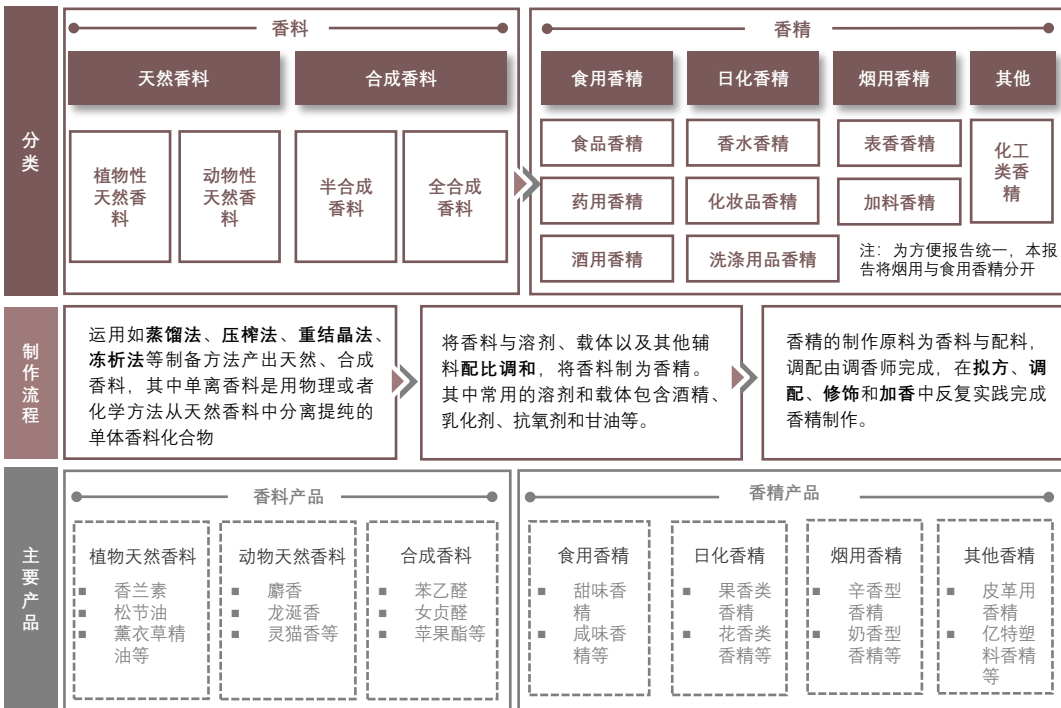 分类
香料
天然香料
合成香料
植物性
天然香
料
动物性
天然香
料
半合成
香料
全合成
香料
香精
食用香精
日化香精
烟用香精
其他
食品香精
香水香精
表香香精
化工
类香
精
药用香精
化妆品香精
加料香精
酒用香精
洗涤用品香精
注：为方便报告统一，本报
告将烟用与食用香精分开
制作流程
运用如蒸馏法、压榨法、重结晶法、
冻析法等制备方法产出天然、合成
香料，其中单离香料是用物理或者
化学方法从天然香料中分离提纯的
单体香料化合物
将香料与溶剂、载体以及其他辅
料配比调和，将香料制为香精。
其中常用的溶剂和载体包含酒精、
乳化剂、抗氧剂和甘油等。
香精的制作原料为香料与配料，
调配由调香师完成，在拟方、调
配、修饰和加香中反复实践完成
香精制作。
主要产品
香料产品
植物天然香料
■ 香兰素
■ 松节油
■ 薰衣草精
油等
动物天然香料
■ 麝香
■ 龙涎香
■ 灵猫香等
合成香料
■ 苯乙醛
■ 女贞醛
■ 苹果酯等
香精产品
食用香精
■ 甜味香
精
■ 咸味香
精等
日化香精
■ 果香类
香精
■ 花香类
香精等
烟用香精
■ 辛香型
香精
■ 奶香型
香精等
其他香精
■ 皮革用
香精
■ 亿特塑
料香精
等